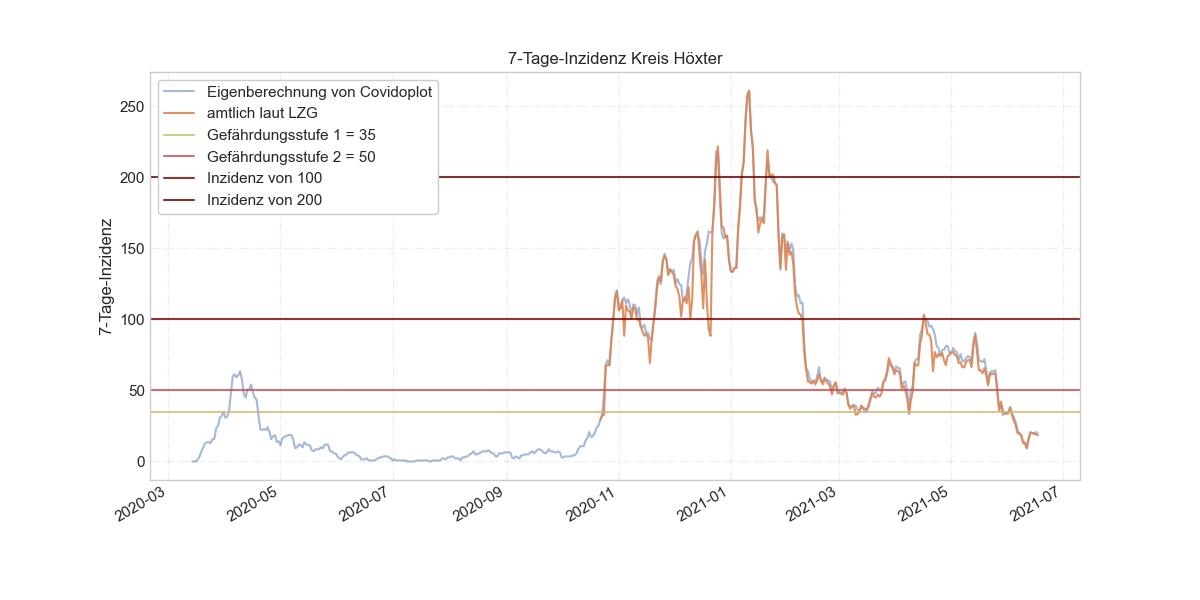 7-Tage-Inzidenz Kreis Höxter
Eigenberechnung von Covidoplot
amtlich laut LZG
Gefährdungsstufe 1 = 35
Gefährdungsstufe 2 = 50
Inzidenz von 100
Inzidenz von 200
7-Tage-Inzidenz
250
200
150
100
50
0
2020-03
2020-05
2020-07
2020-09
2020-11
2021-01
2021-03
2021-05
2021-07